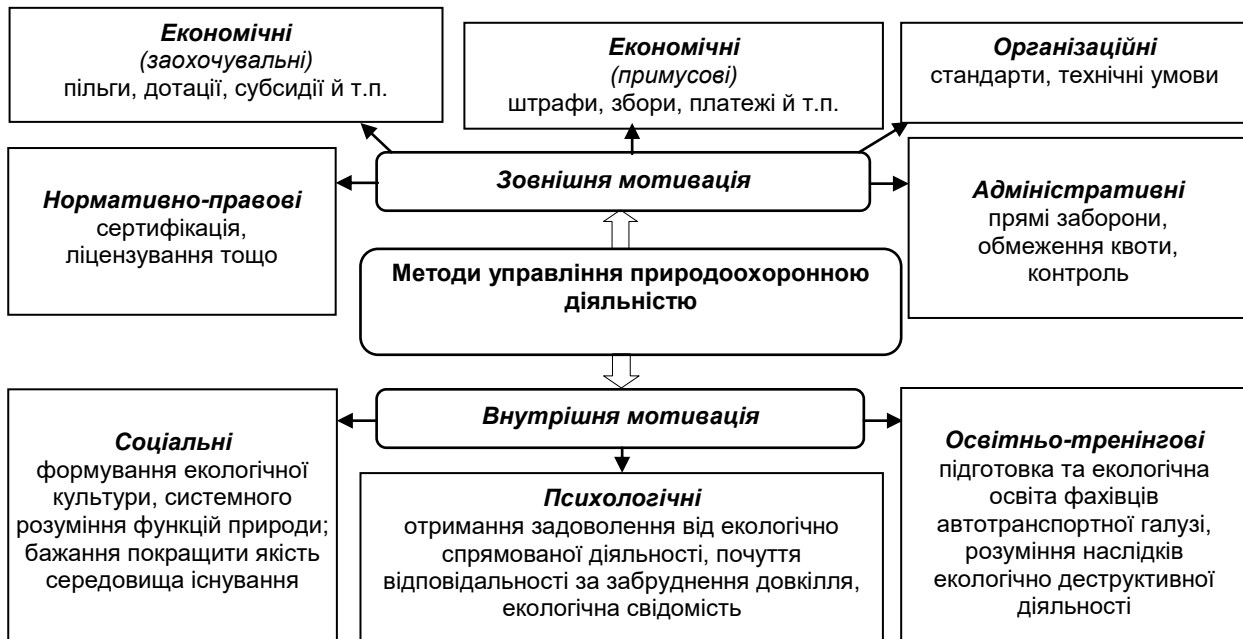 Економічні
(заохочувальні)
пільги, дотації, субсидії й т.п.
Економічні
(примусові)
штрафи, збори, платежі й т.п.
Організаційні
стандарти, технічні умови
Нормативно-правові
сертифікація,
ліцензування тощо
Зовнішня мотивація
Адміністративні
прямі заборони,
обмеження квоти,
контроль
Методи управління природоохоронною
діяльністю
Внутрішня мотивація
Соціальні
формування екологічної
культури, системного
розуміння функцій природи;
бажання покращити якість
середовища існування
Психологічні
отримання задоволення від екологічно
спрямованої діяльності, почуття
відповідальності за забруднення довкілля,
екологічна свідомість
Освітньо-тренінгові
підготовка та екологічна
освіта фахівців
автотранспортної галузі,
розуміння наслідків
екологічно деструктивної
діяльності